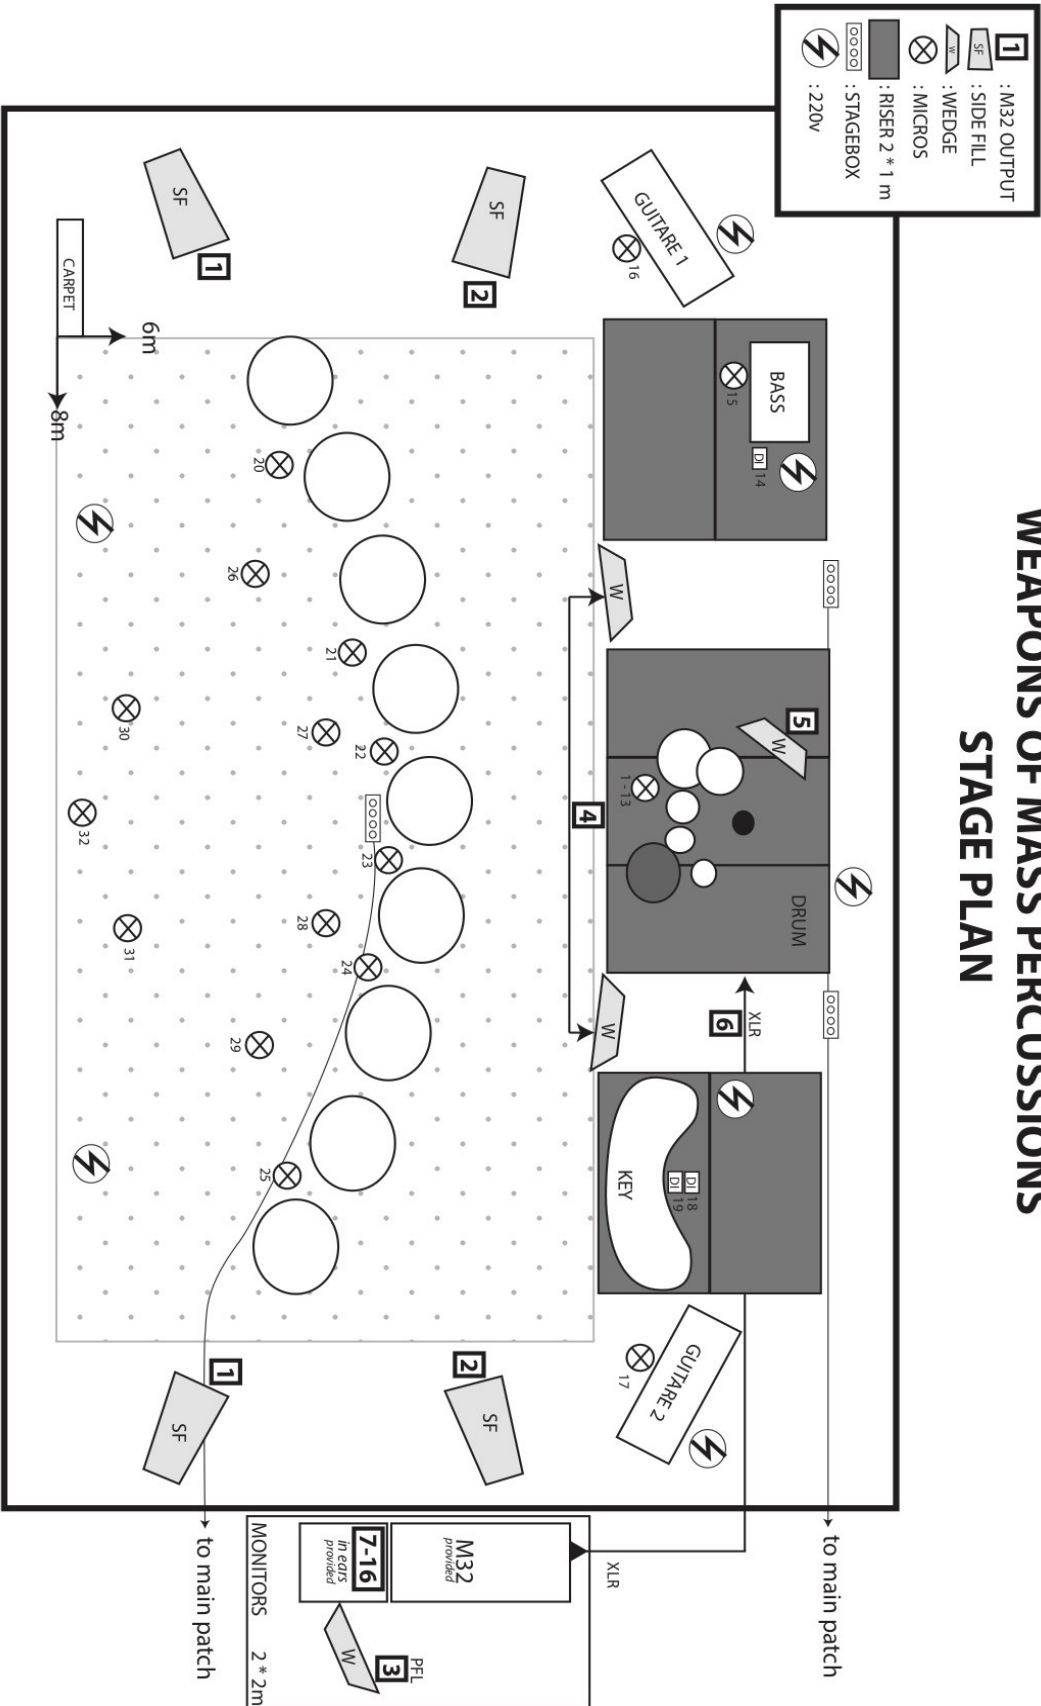 WEAPONS OF MASS PERCUSSIONS
STAGE PLAN
1 : M32 OUTPUT
SF : SIDE FILL
W : WEDGE
: MICROS
: RISER 2 * 1 m
: STAGEBOX
: 220v
to main patch
DRUM
5
W
1 - 13
BASS
15
DI 14
XLR
6
GUITARE 1
16
KEY
DI 18
DI 19
GUITARE 2
17
XLR
W
4
W
SF
2
2
SF
M32
provided
7-16
in ears
provided
PFL
3
W
MONITORS 2 * 2m
20
21
22
23
24
25
26
27
28
29
30
31
32
SF
1
1
SF
to main patch
CARPET
6m
8m